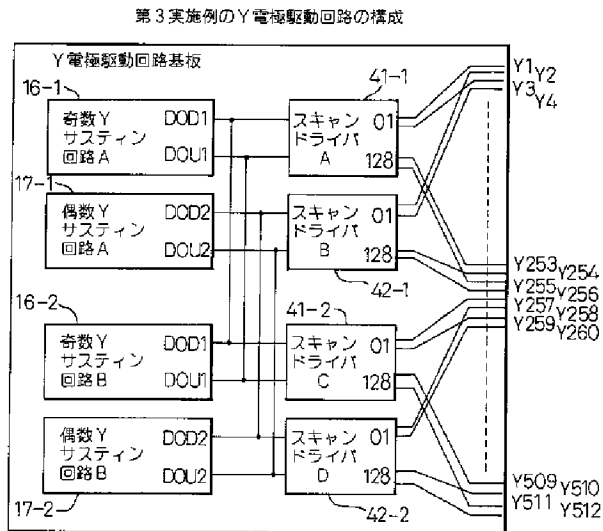 第3実施例のY電極駆動回路の構成
Y電極駆動回路基板
16-1
奇数Y
サスティン
回路A
DOD1
DOU1
41-1
スキャン
ドライバ
A
01
128
17-1
偶数Y
サスティン
回路A
DOD2
DOU2
スキャン
ドライバ
B
01
128
42-1
16-2
奇数Y
サスティン
回路B
DOD1
DOU1
41-2
スキャン
ドライバ
C
01
128
偶数Y
サスティン
回路B
DOD2
DOU2
17-2
スキャン
ドライバ
D
01
128
42-2
Y1 Y2
Y3 Y4
Y253 Y254
Y255 Y256
Y257 Y258
Y259 Y260
Y509 Y510
Y511 Y512